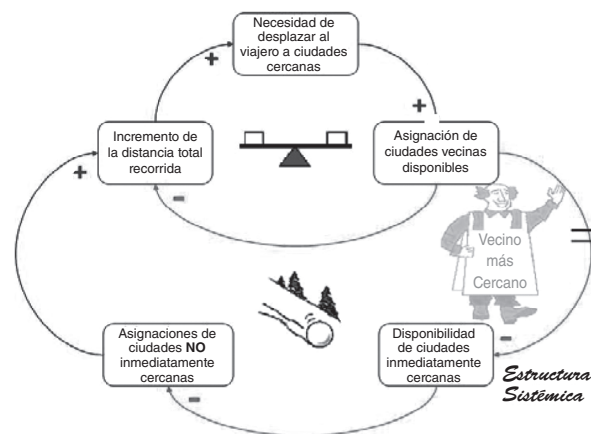 Necesidad de
desplazar al
viajero a ciudades
cercanas
+
+
Incremento de
la distancia total
recorrida
Asignación de
ciudades vecinas
disponibles
+
–
Vecino
más
Cercano
=
Asignaciones de
ciudades NO
inmediatamente
cercanas
Disponibilidad
de ciudades
inmediatamente
cercanas
–
–
Estructura
Sistémica